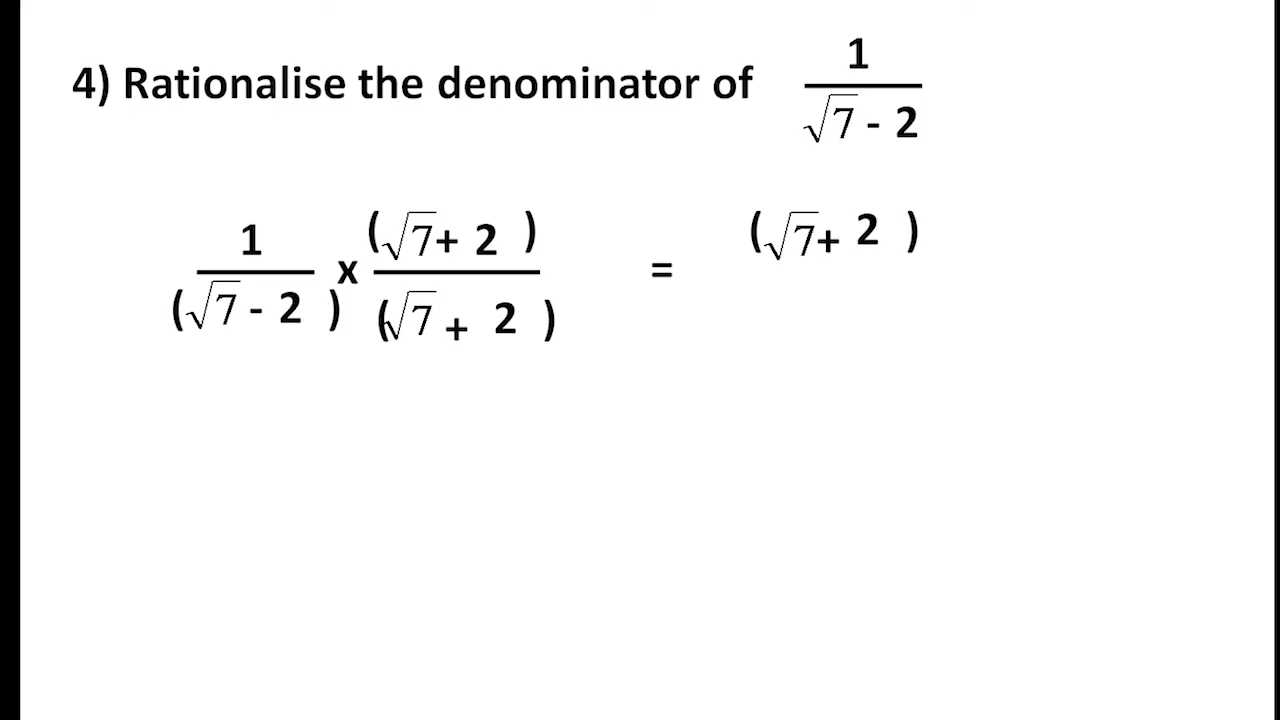 4) Rationalise the denominator of 1
√7 - 2
1 x (√7 + 2 ) = (√7 + 2 )
(√7 - 2 ) (√7 + 2 )